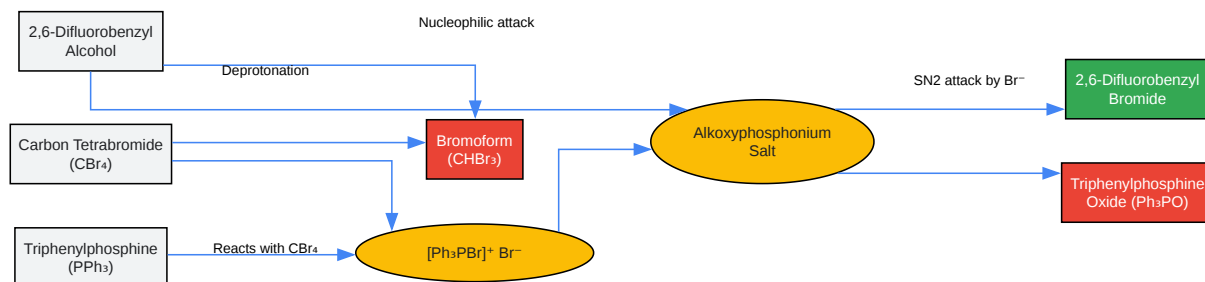 2,6-Difluorobenzyl
Alcohol
Nucleophilic attack
Deprotonation
SN2 attack by Br⁻
2,6-Difluorobenzyl
Bromide
Carbon Tetrabromide
(CBr₄)
Bromoform
(CHBr₃)
Alkoxyphosphonium
Salt
Triphenylphosphine
Oxide (Ph₃PO)
Triphenylphosphine
(PPh₃)
Reacts with CBr₄
[Ph₃PBr]⁺ Br⁻